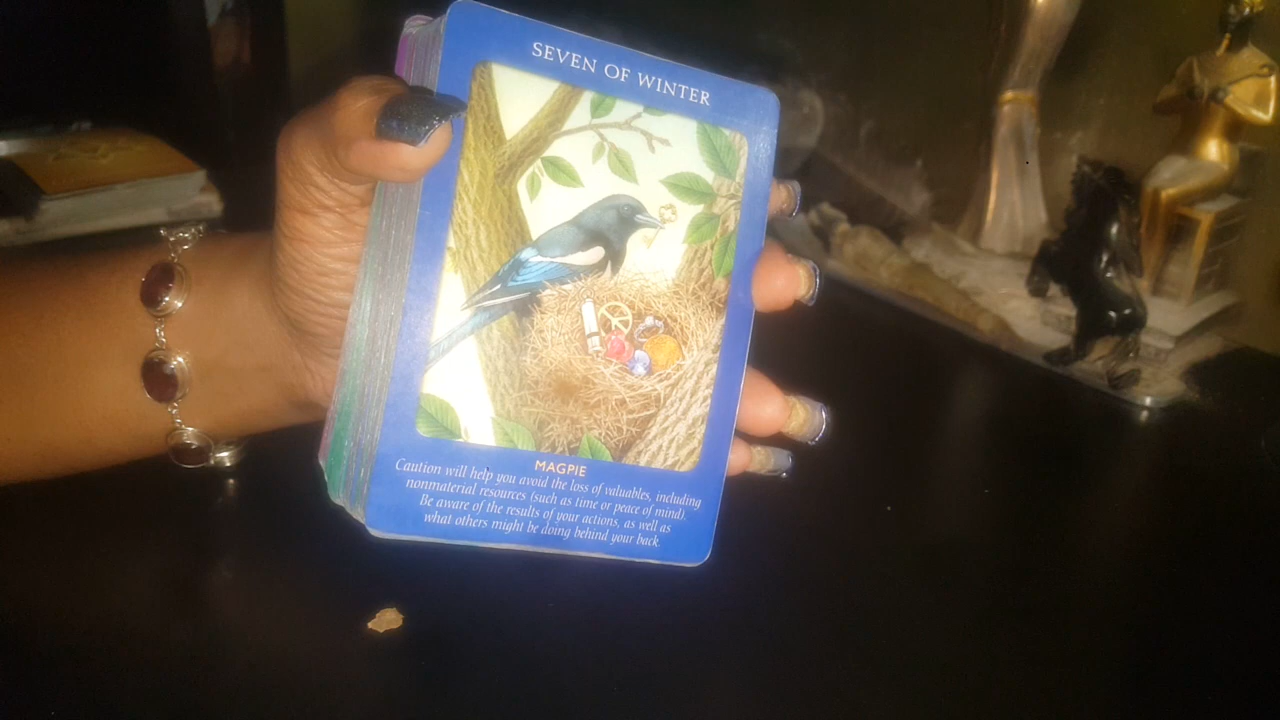 SEVEN OF WINTER
MAGPIE
Caution will help you avoid the loss of valuables, including
nonmaterial resources (such as time or peace of mind).
Be aware of the results of your actions, as well as
what others might be doing behind your back.